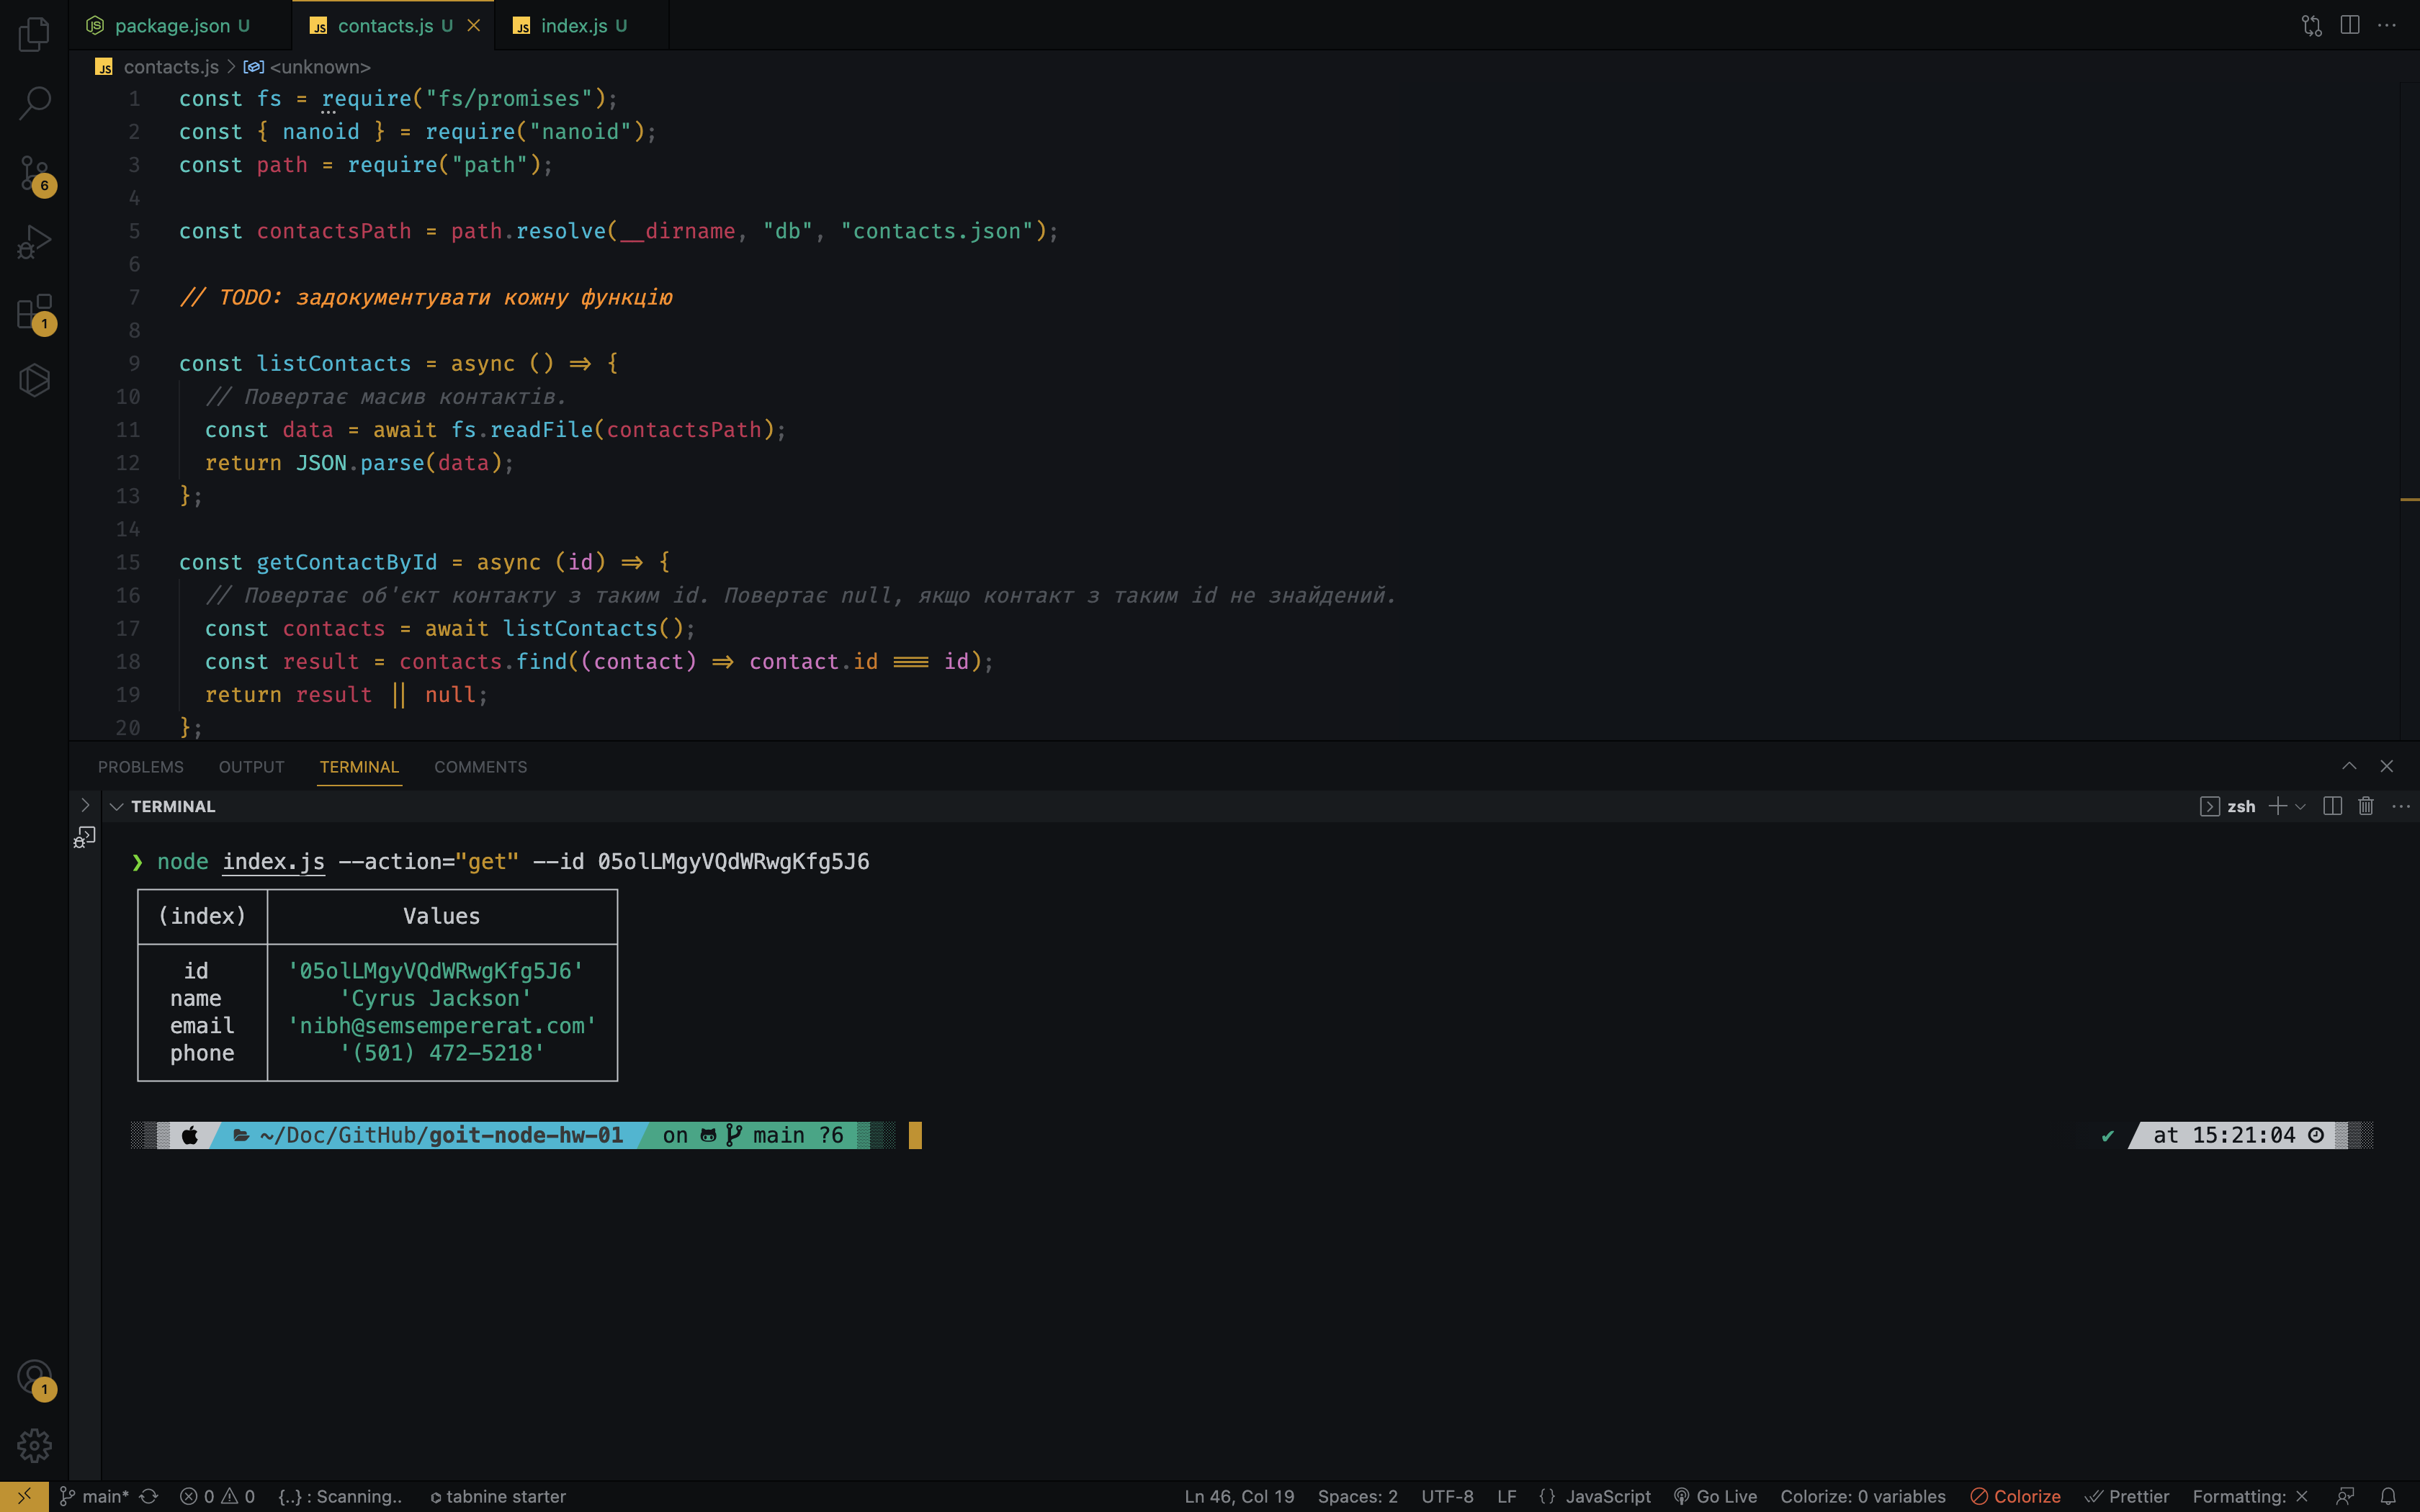 package.json U
contacts.js U
index.js U
contacts.js > <unknown>
1 const fs = require("fs/promises");
2 const { nanoid } = require("nanoid");
3 const path = require("path");
4
5 const contactsPath = path.resolve(__dirname, "db", "contacts.json");
6
7 // TODO: задокументувати кожну функцію
8
9 const listContacts = async () => {
10 // Повертає масив контактів.
11 const data = await fs.readFile(contactsPath);
12 return JSON.parse(data);
13 };
14
15 const getContactById = async (id) => {
16 // Повертає об'єкт контакту з таким id. Повертає null, якщо контакт з таким id не знайдений.
17 const contacts = await listContacts();
18 const result = contacts.find((contact) => contact.id === id);
19 return result || null;
20 };
6
1
1
PROBLEMS OUTPUT TERMINAL COMMENTS
TERMINAL
zsh
❯ node index.js --action="get" --id 05olLMgyVQdWRwgKfg5J6
(index) Values
id '05olLMgyVQdWRwgKfg5J6'
name 'Cyrus Jackson'
email 'nibh@semsempererat.com'
phone '(501) 472-5218'
~/Doc/GitHub/goit-node-hw-01 on main ?6
✔ at 15:21:04
main* 0 0 {..} : Scanning.. tabnine starter
Ln 46, Col 19 Spaces: 2 UTF-8 LF {} JavaScript Go Live Colorize: 0 variables Colorize Prettier Formatting: ×